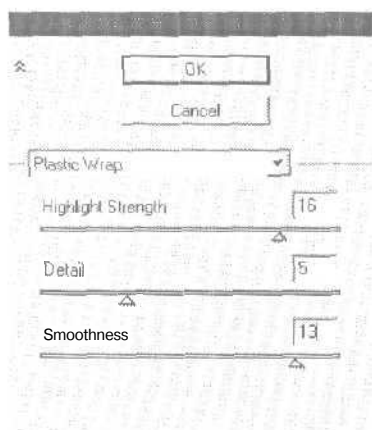 OK
Cancel
Plastic Wrap
Highlight Strength 16
Detail 5
Smoothness 13